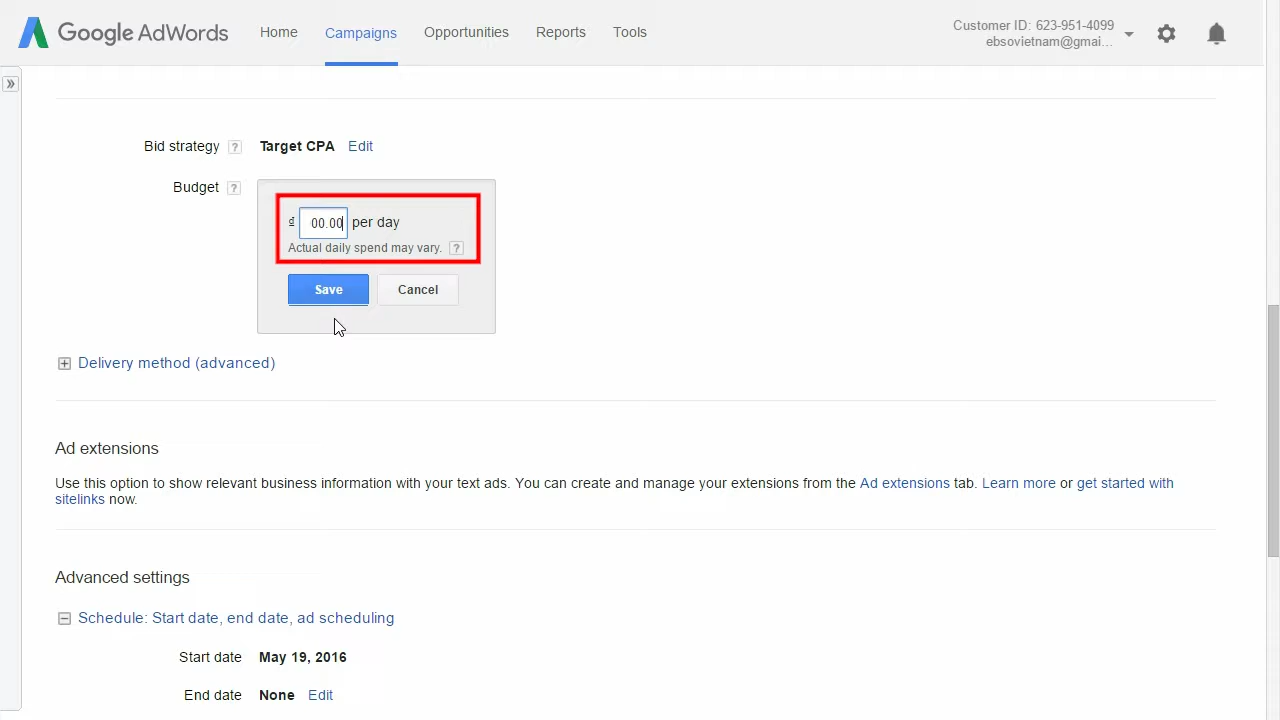 Google AdWords
Home Campaigns Opportunities Reports Tools
Customer ID: 623-951-4099
ebsovietnam@gmai...
Bid strategy ? Target CPA Edit
Budget ?
₫ 00.00 per day
Actual daily spend may vary. ?
Save Cancel
Delivery method (advanced)
Ad extensions
Use this option to show relevant business information with your text ads. You can create and manage your extensions from the Ad extensions tab. Learn more or get started with
sitelinks now.
Advanced settings
Schedule: Start date, end date, ad scheduling
Start date May 19, 2016
End date None Edit